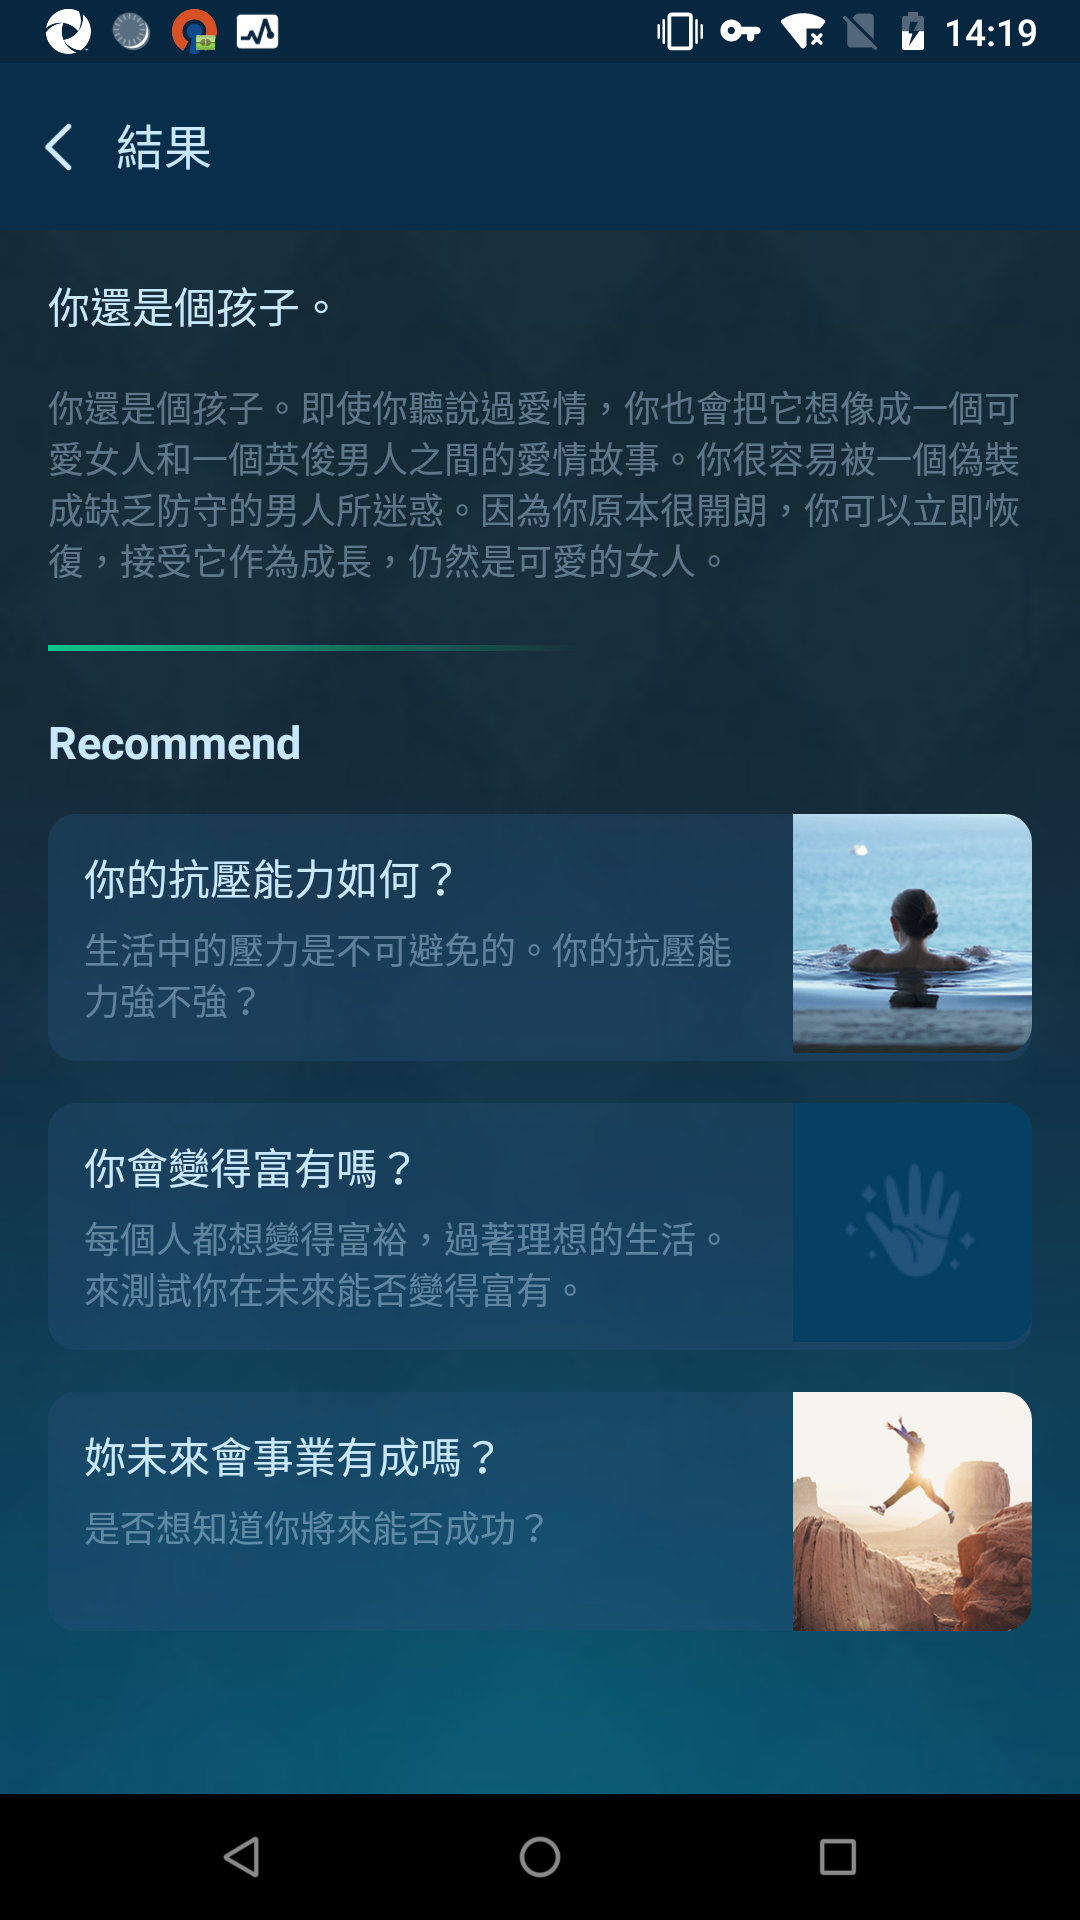 14:19
結果
你還是個孩子。
你還是個孩子。即使你聽說過愛情，你也會把它想像成一個可
愛女人和一個英俊男人之間的愛情故事。你很容易被一個偽裝
成缺乏防守的男人所迷惑。因為你原本很開朗，你可以立即恢
復，接受它作為成長，仍然是可愛的女人。
Recommend
你的抗壓能力如何？
生活中的壓力是不可避免的。你的抗壓能
力強不強？
你會變得富有嗎？
每個人都想變得富裕，過著理想的生活。
來測試你在未來能否變得富有。
妳未來會事業有成嗎？
是否想知道你將來能否成功？